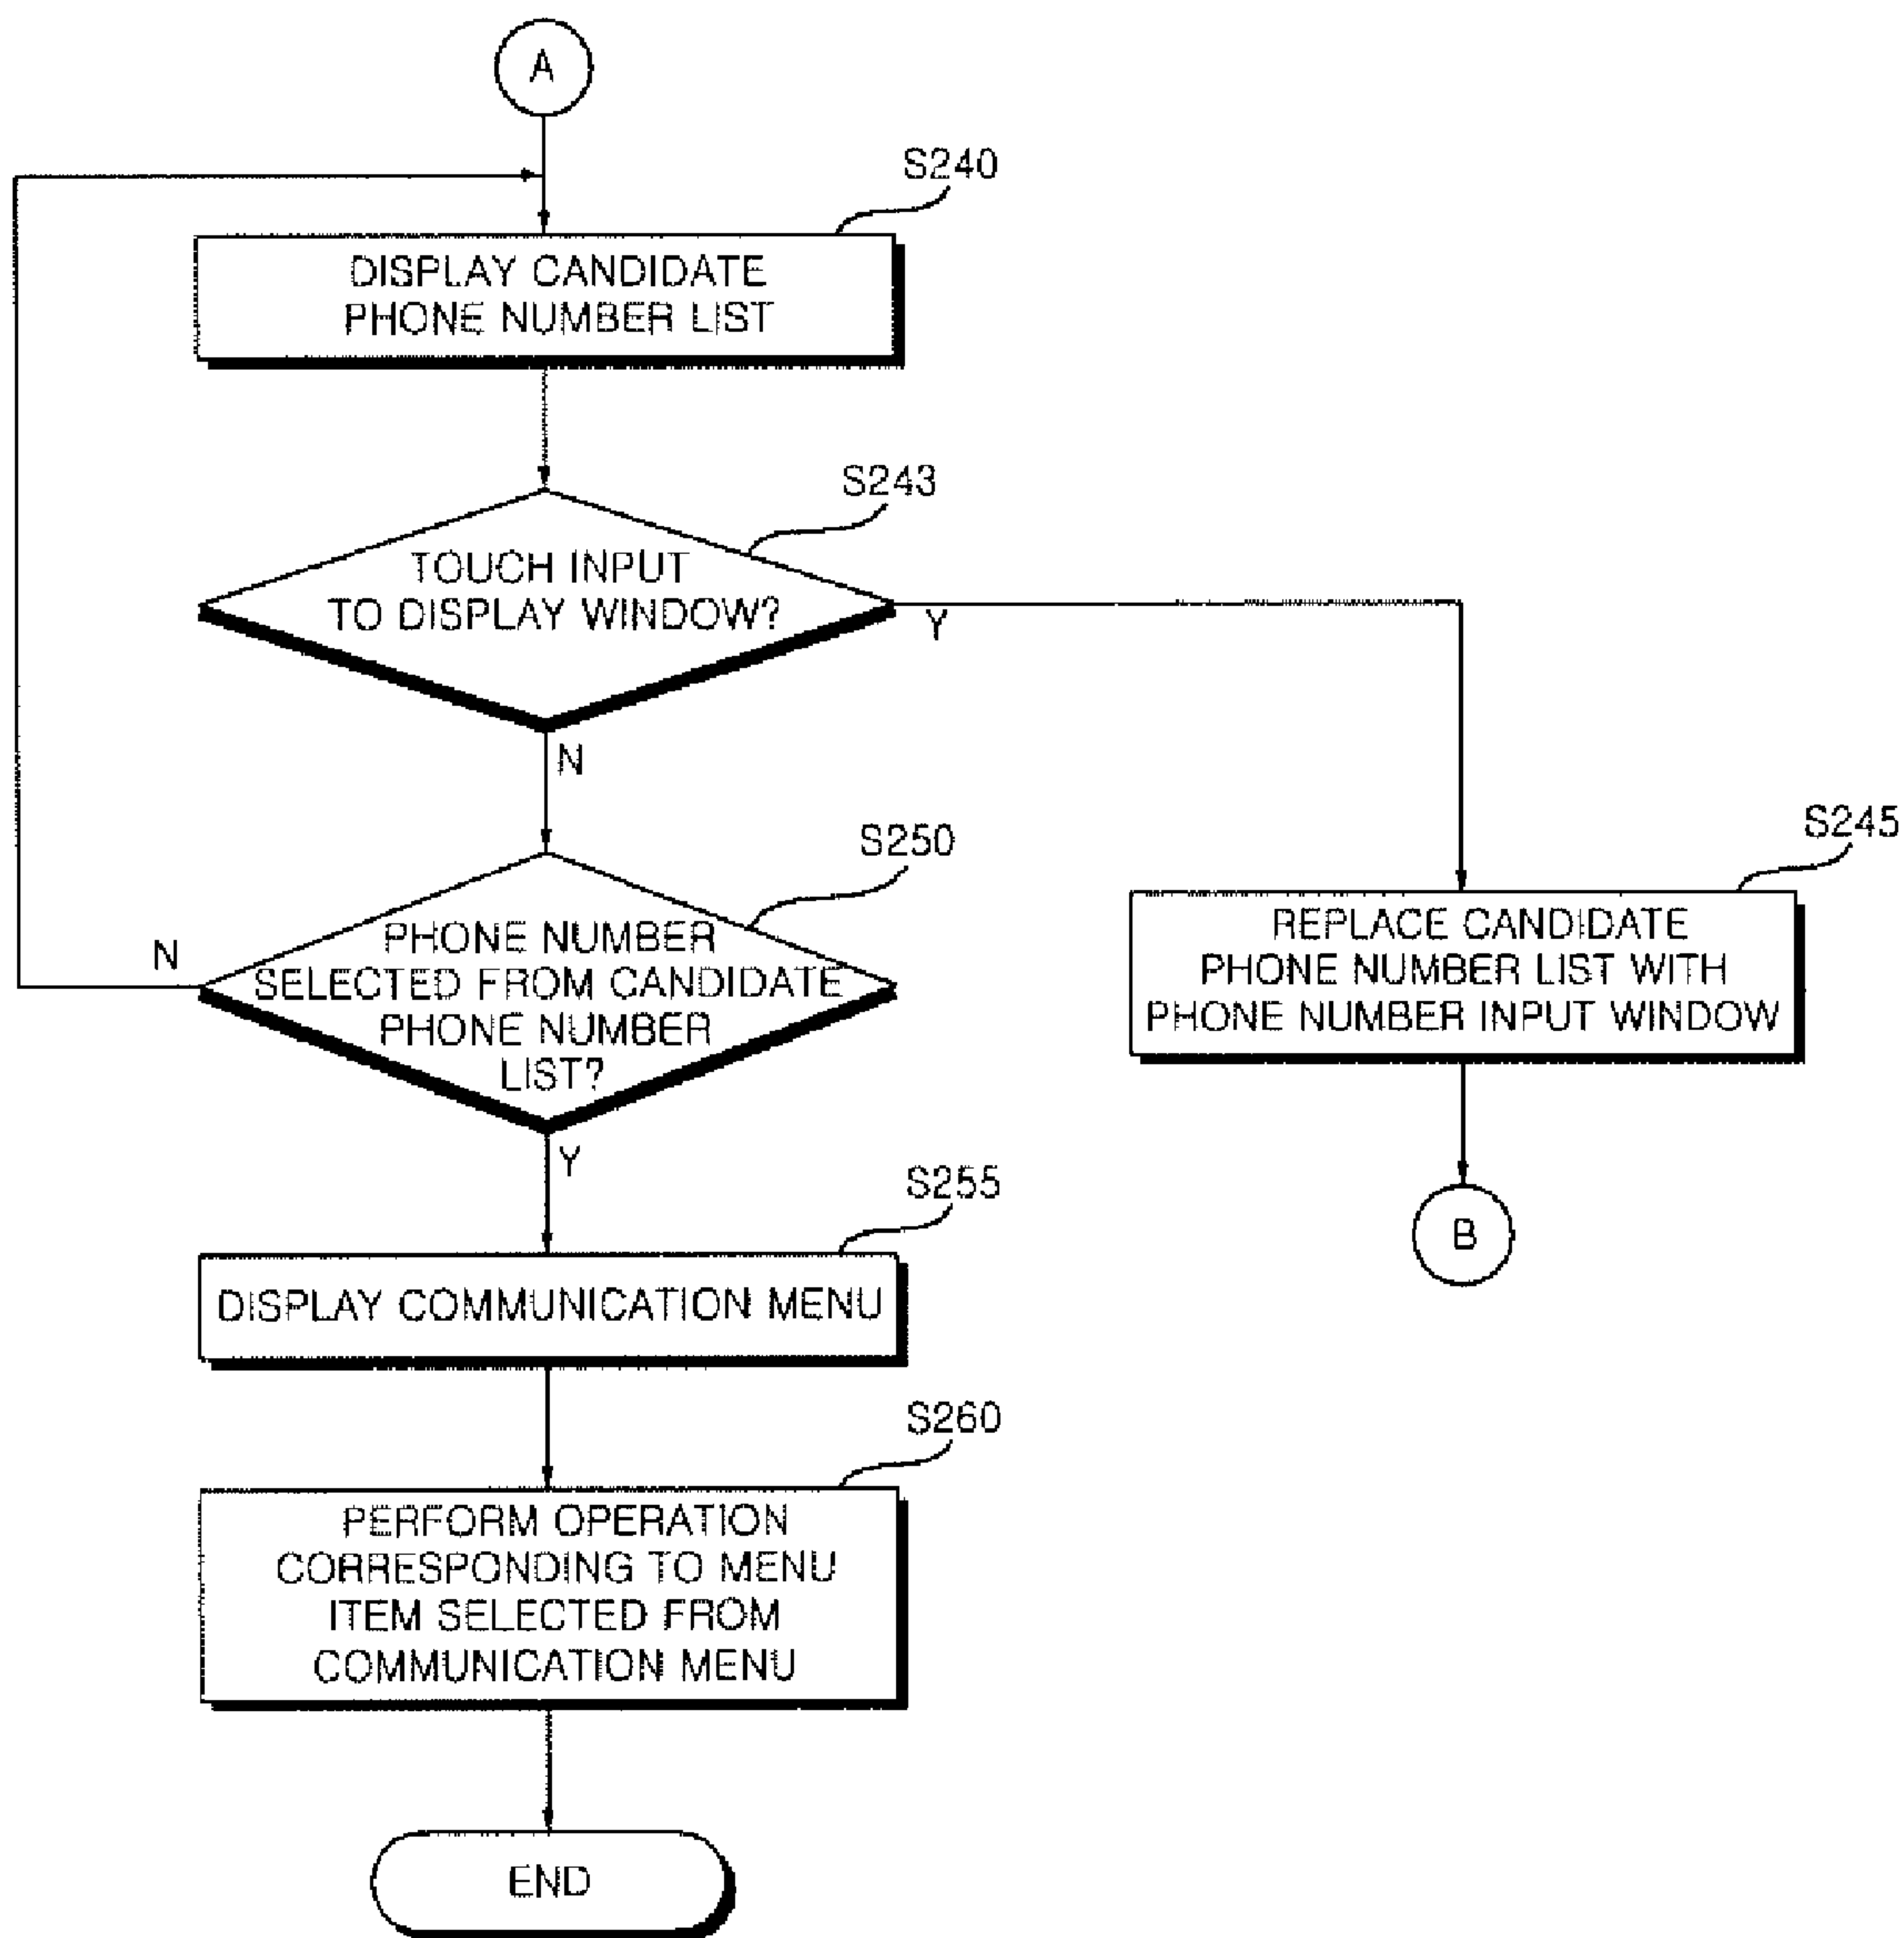 A
S240
DISPLAY CANDIDATE
PHONE NUMBER LIST
S243
TOUCH INPUT
TO DISPLAY WINDOW?
Y
N
S250
PHONE NUMBER
SELECTED FROM CANDIDATE
PHONE NUMBER
LIST?
N
Y
S245
REPLACE CANDIDATE
PHONE NUMBER LIST WITH
PHONE NUMBER INPUT WINDOW
B
S255
DISPLAY COMMUNICATION MENU
S260
PERFORM OPERATION
CORRESPONDING TO MENU
ITEM SELECTED FROM
COMMUNICATION MENU
END